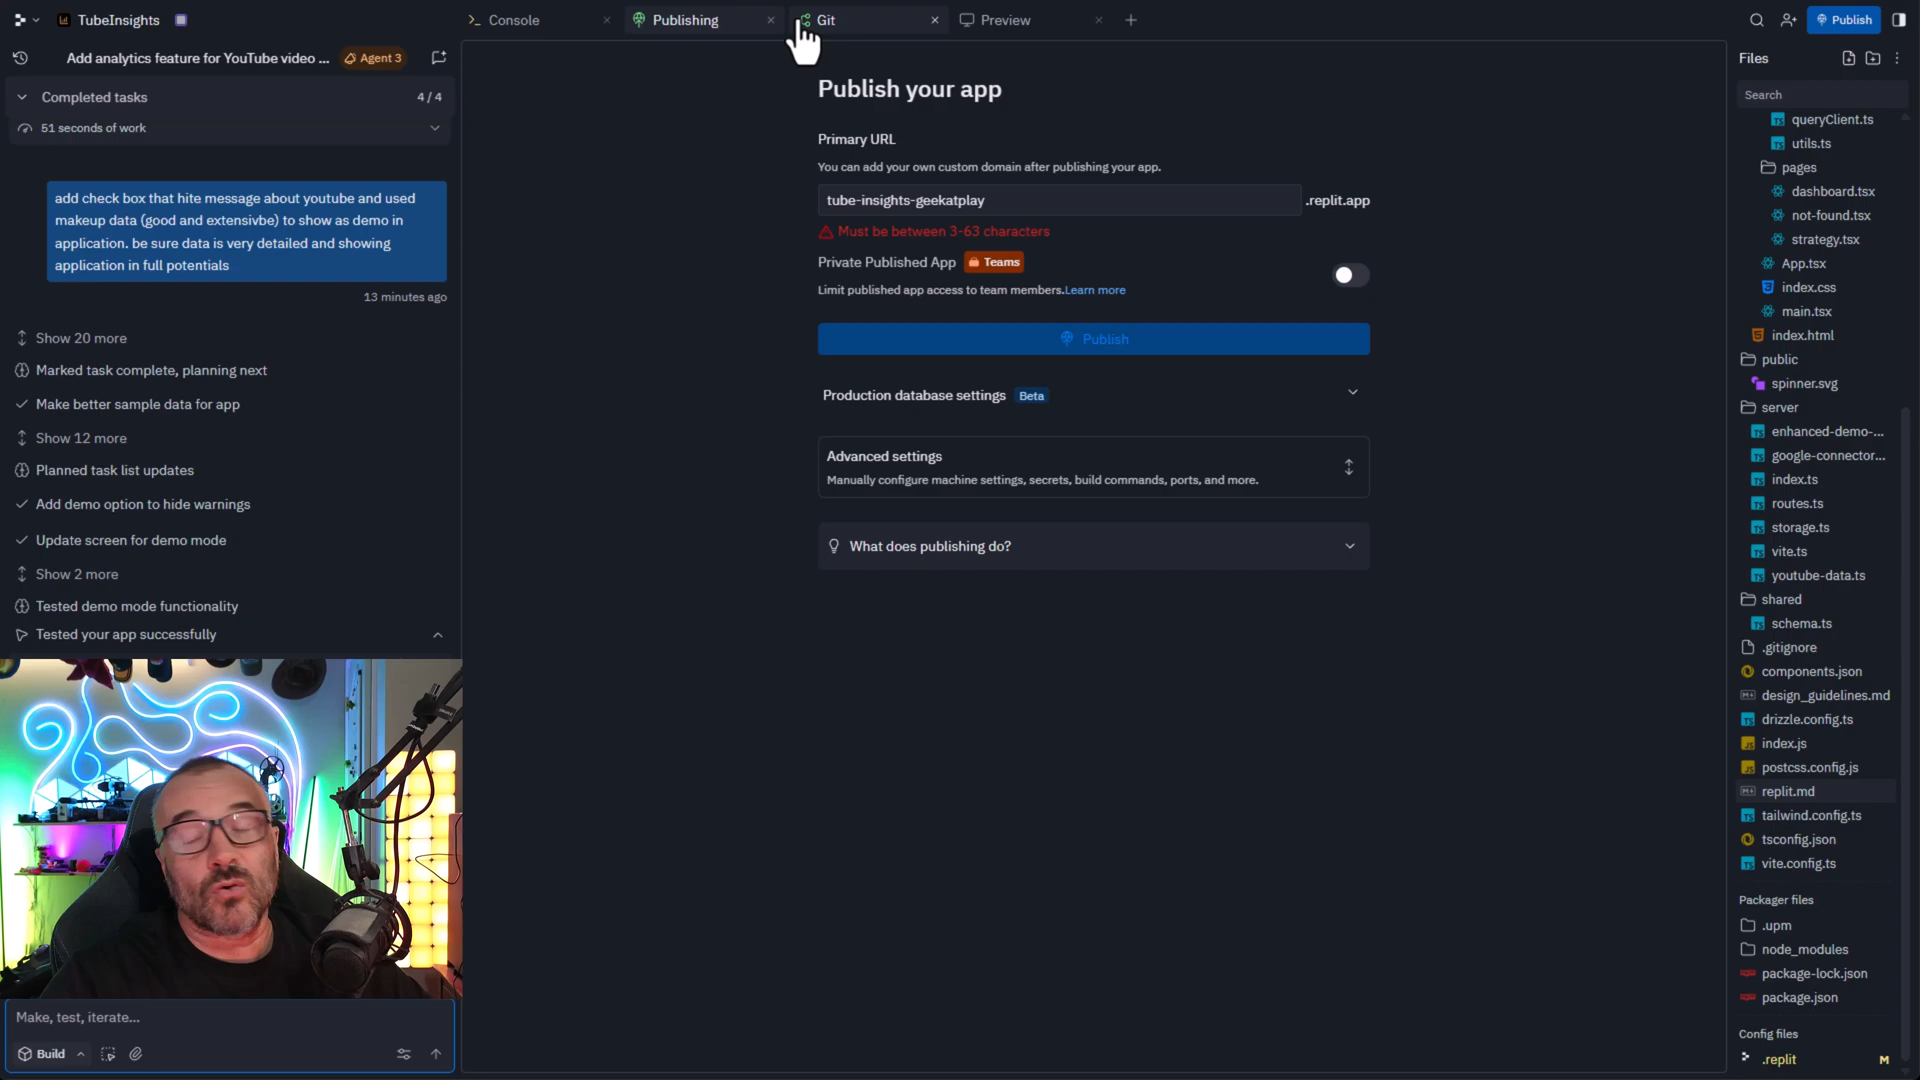 TubeInsights
Console
Publishing
Git
Preview
Publish
Add analytics feature for YouTube video ...
Agent 3
Completed tasks
4 / 4
51 seconds of work
add check box that hite message about youtube and used
makeup data (good and extensivbe) to show as demo in
application. be sure data is very detailed and showing
application in full potentials
13 minutes ago
Show 20 more
Marked task complete, planning next
Make better sample data for app
Show 12 more
Planned task list updates
Add demo option to hide warnings
Update screen for demo mode
Show 2 more
Tested demo mode functionality
Tested your app successfully
Make, test, iterate...
Build
Publish your app
Primary URL
You can add your own custom domain after publishing your app.
tube-insights-geekatplay
.replit.app
Must be between 3-63 characters
Private Published App
Teams
Limit published app access to team members.Learn more
Publish
Production database settings
Beta
Advanced settings
Manually configure machine settings, secrets, build commands, ports, and more.
What does publishing do?
Files
Search
queryClient.ts
utils.ts
pages
dashboard.tsx
not-found.tsx
strategy.tsx
App.tsx
index.css
main.tsx
index.html
public
spinner.svg
server
enhanced-demo-...
google-connector...
index.ts
routes.ts
storage.ts
vite.ts
youtube-data.ts
shared
schema.ts
.gitignore
components.json
design_guidelines.md
drizzle.config.ts
index.js
postcss.config.js
replit.md
tailwind.config.ts
tsconfig.json
vite.config.ts
Packager files
.upm
node_modules
package-lock.json
package.json
Config files
.replit
M